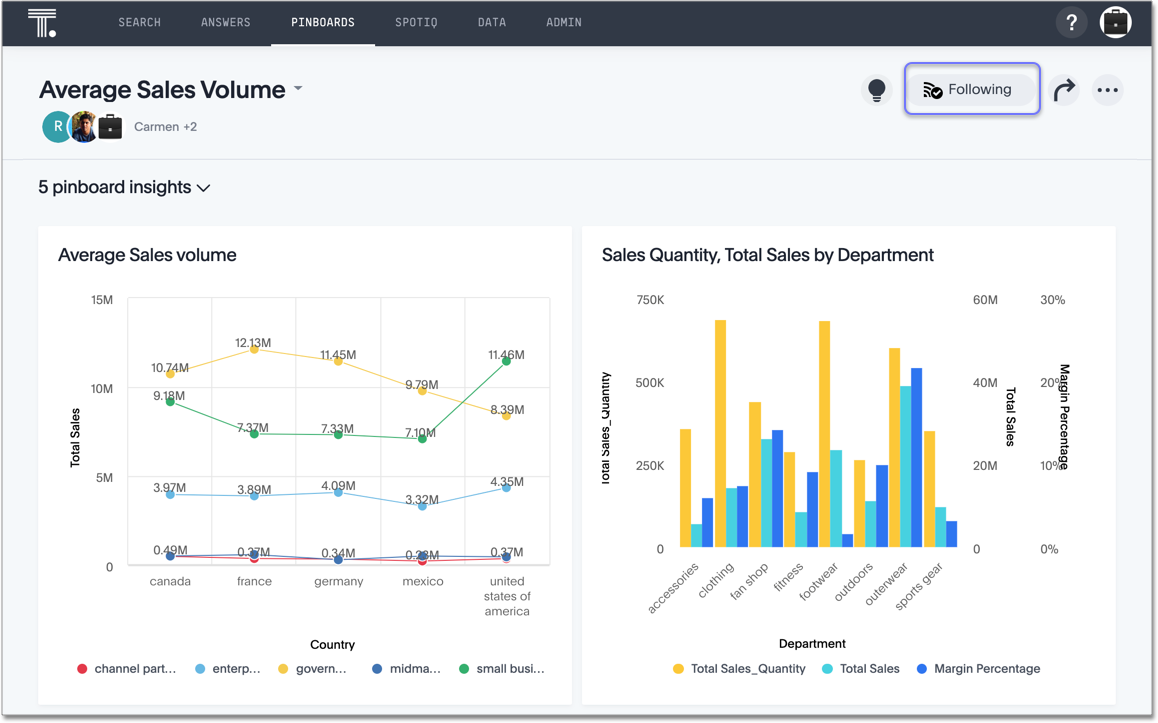 SEARCH ANSWERS PINBOARDS SPOTIQ DATA ADMIN ?
Average Sales Volume
Following
R Carmen +2
5 pinboard insights
Average Sales volume
15M
10M
5M
0
Total Sales
10.74M 12.13M 11.45M 9.79M 8.39M
9.18M 7.37M 7.33M 7.10M 11.46M
3.97M 3.89M 4.09M 3.32M 4.35M
0.49M 0.34M 0.37M
canada france germany mexico united
states of
america
Country
channel part... enterp... govern... midma... small busi...
Sales Quantity, Total Sales by Department
750K
500K
250K
0
Total Sales_Quantity
60M
40M
20M
0
Total Sales
30%
20%
10%
0%
Margin Percentage
accessories clothing fan shop fitness footwear outdoors outerwear sports gear
Department
Total Sales_Quantity Total Sales Margin Percentage